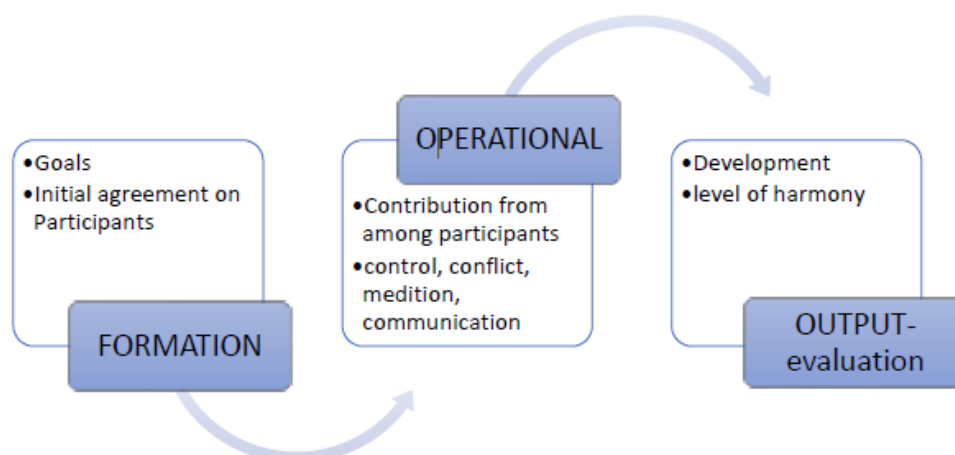 •Goals
•Initial agreement on
Participants
FORMATION
OPERATIONAL
•Contribution from
among participants
•control, conflict,
medition,
communication
•Development
•level of harmony
OUTPUT-
evaluation